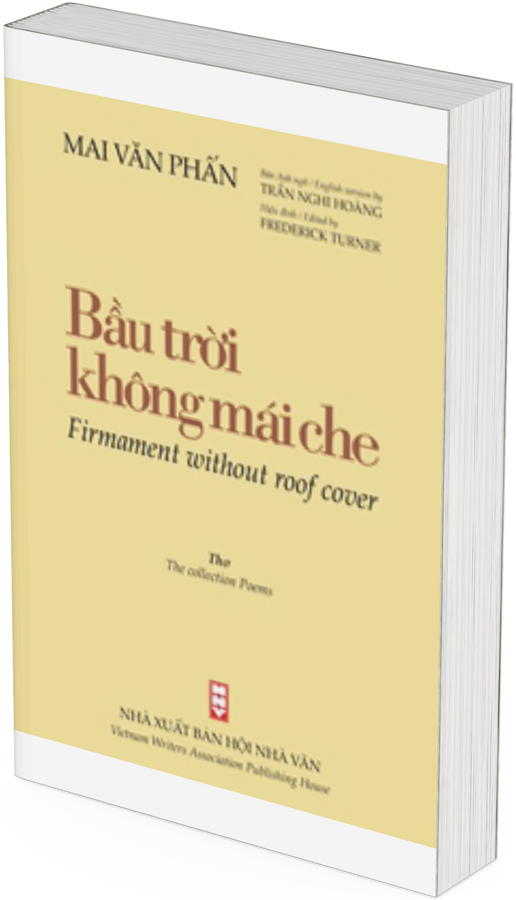 MAI VĂN PHẤN
Bản Anh ngữ / English version by
TRẦN NGHI HOÀNG
Hiệu đính / Edited by
FREDERICK TURNER
Bầu trời
không mái che
Firmament without roof cover
Thơ
The collection Poems
NHÀ XUẤT BẢN HỘI NHÀ VĂN
Vietnam Writers Association Publishing House